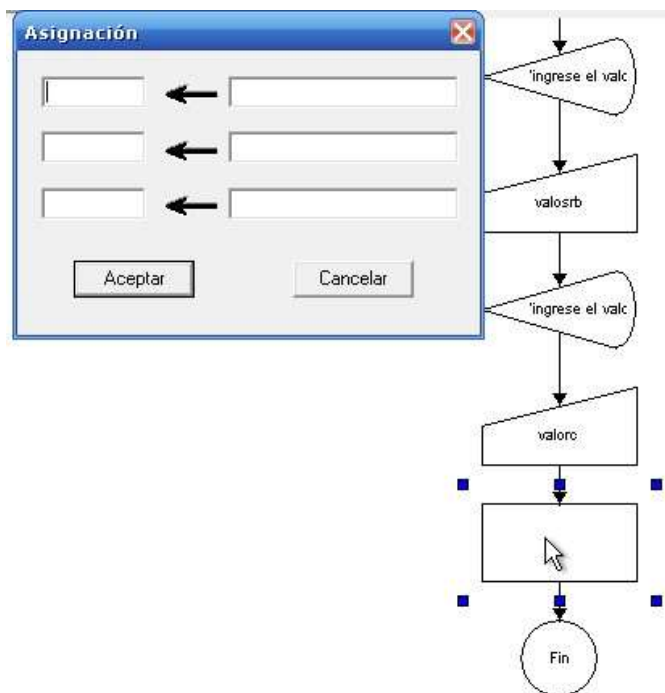 Asignación
Aceptar
Cancelar
'ingrese el valc
valosrb
'ingrese el valc
valorc
Fin